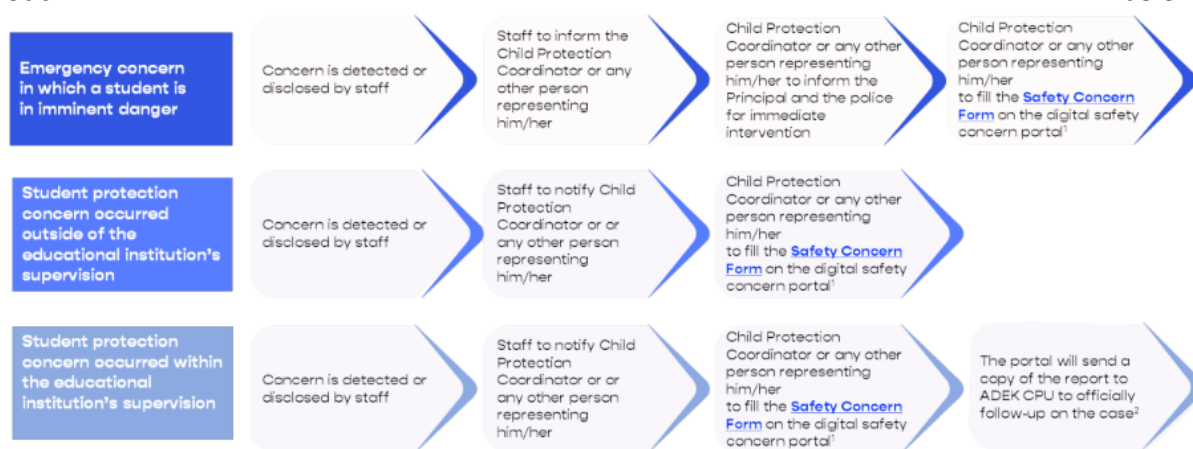 Emergency concern
in which a student is
in imminent danger
Concern is detected or
disclosed by staff
Staff to inform the
Child Protection
Coordinator or any
other person
representing
him/her
Child Protection
Coordinator or any other
person representing
him/her to inform the
Principal and the police
for immediate
intervention
Child Protection
Coordinator or any other
person representing
him/her
to fill the Safety Concern
Form on the digital safety
concern portal¹
Student protection
concern occurred
outside of the
educational institution's
supervision
Concern is detected or
disclosed by staff
Staff to notify Child
Protection
Coordinator or or
any other person
representing
him/her
Child Protection
Coordinator or any other
person representing
him/her
to fill the Safety Concern
Form on the digital safety
concern portal¹
Student protection
concern occurred within
the educational
institution's supervision
Concern is detected or
disclosed by staff
Staff to notify Child
Protection
Coordinator or or
any other person
representing
him/her
Child Protection
Coordinator or any other
person representing
him/her
to fill the Safety Concern
Form on the digital safety
concern portal¹
The portal will send a
copy of the report to
ADEK CPU to officially
follow-up on the case²